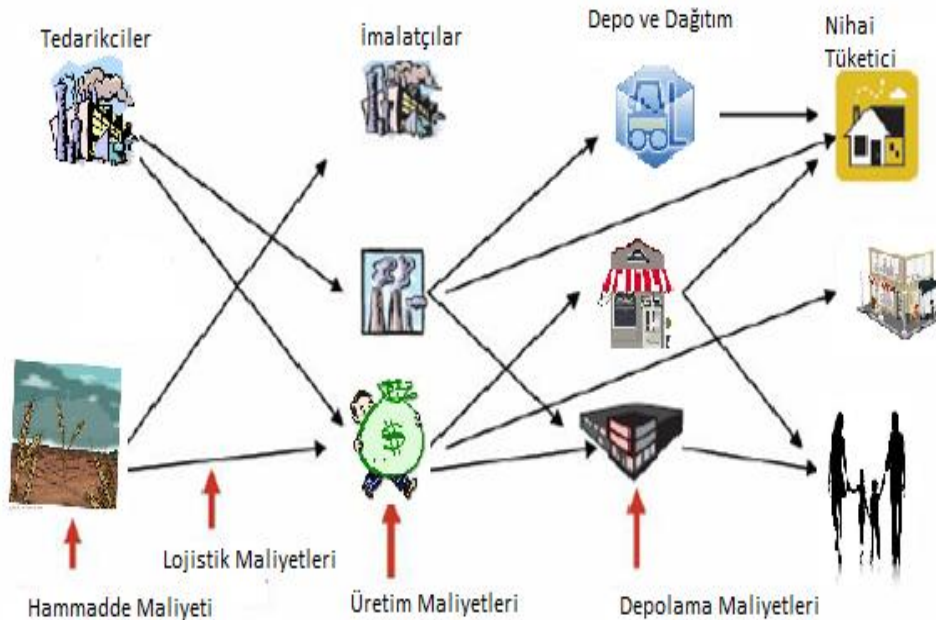 Tedarikciler
İmalatçılar
Depo ve Dağıtım
Nihai
Tüketici
Lojistik Maliyetleri
Hammadde Maliyeti
Üretim Maliyetleri
Depolama Maliyetleri